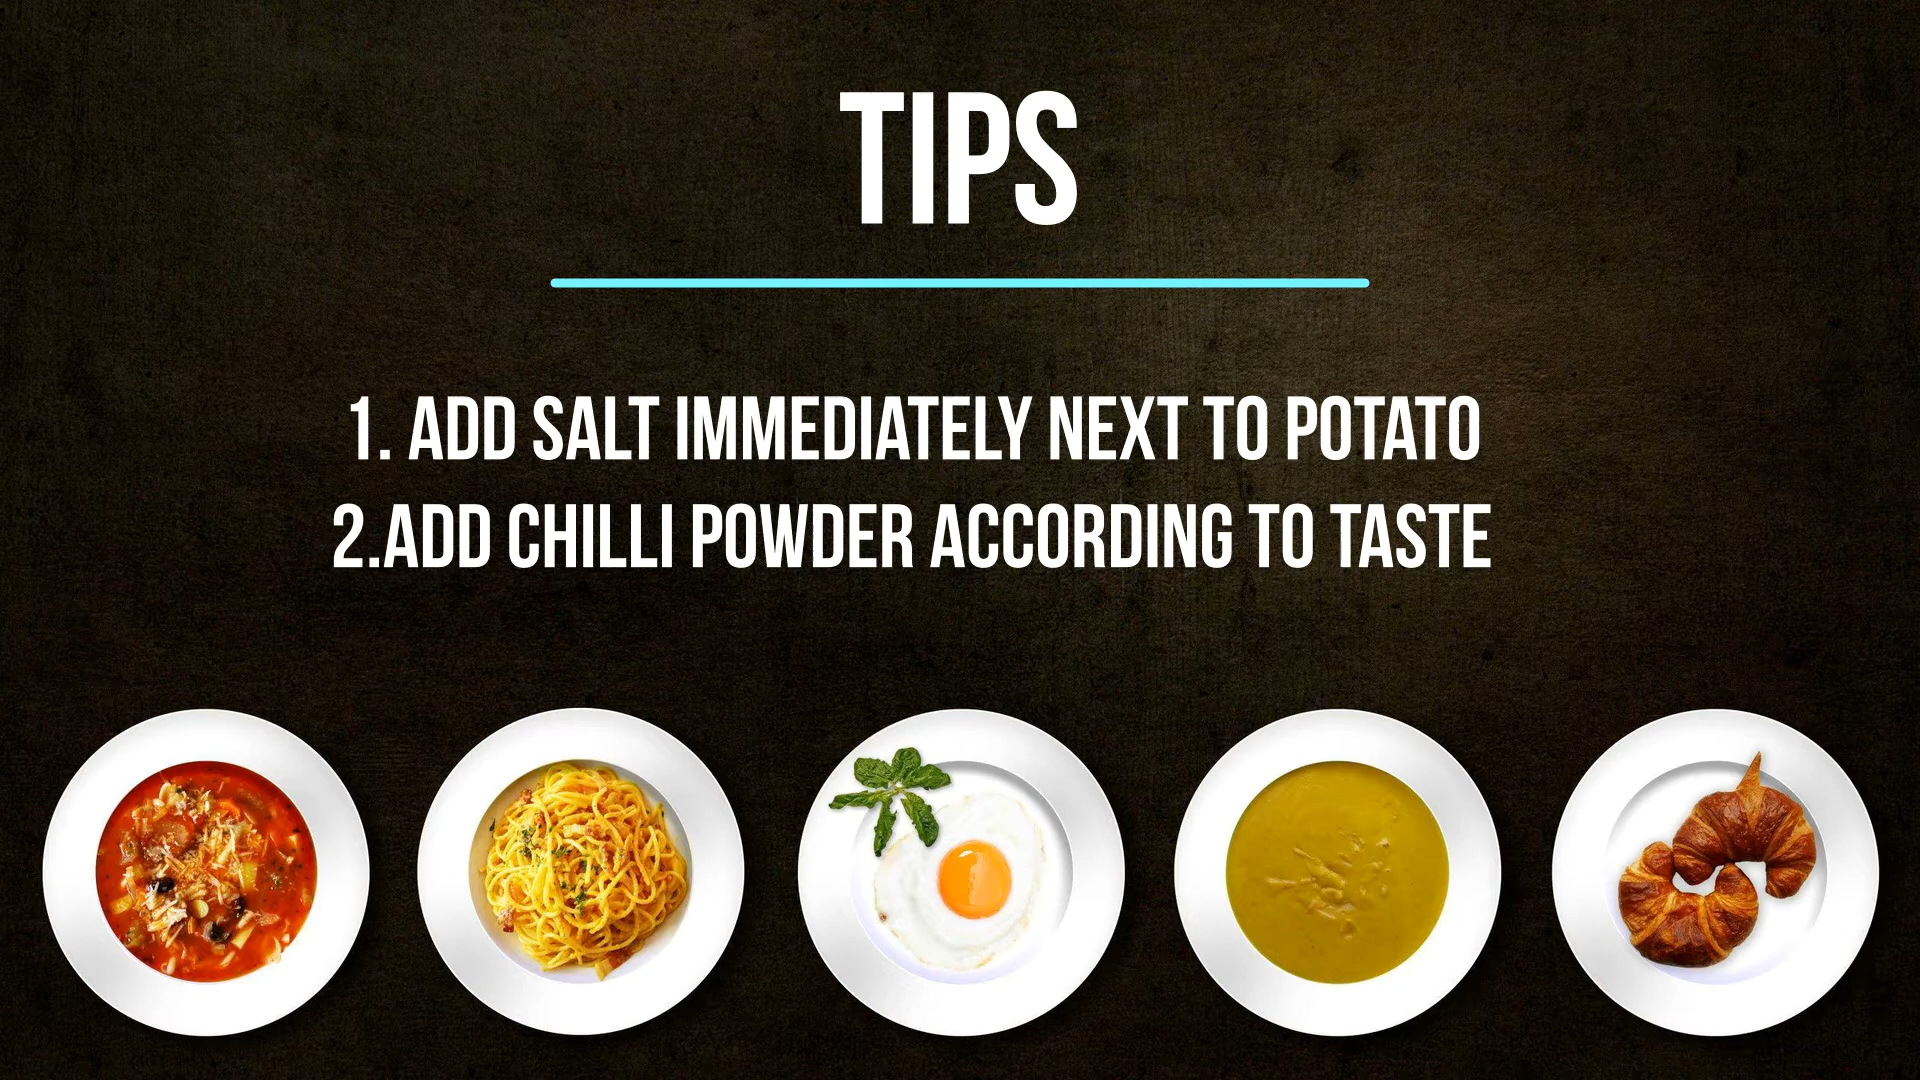 TIPS
1. ADD SALT IMMEDIATELY NEXT TO POTATO
2.ADD CHILLI POWDER ACCORDING TO TASTE